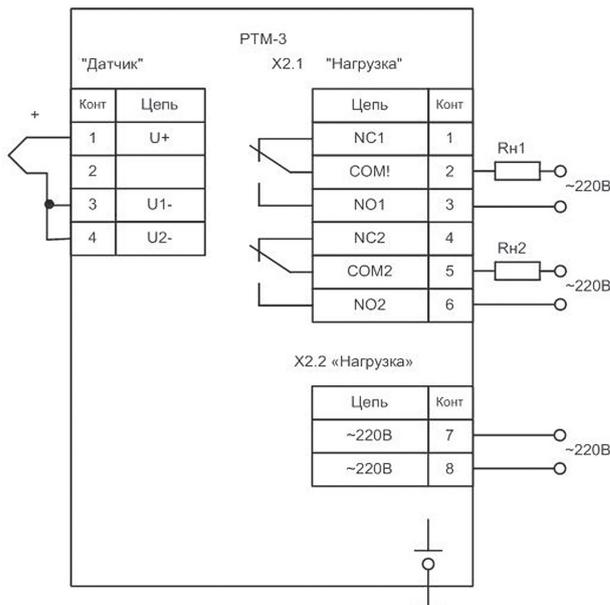 РТМ-3
"Датчик" X2.1 "Нагрузка"
Конт Цепь
1 U+
2
3 U1-
4 U2-
+
Цепь Конт
NC1 1
COM! 2
NO1 3
NC2 4
COM2 5
NO2 6
Rн1
~220В
Rн2
~220В
X2.2 «Нагрузка»
Цепь Конт
~220В 7
~220В 8
~220В